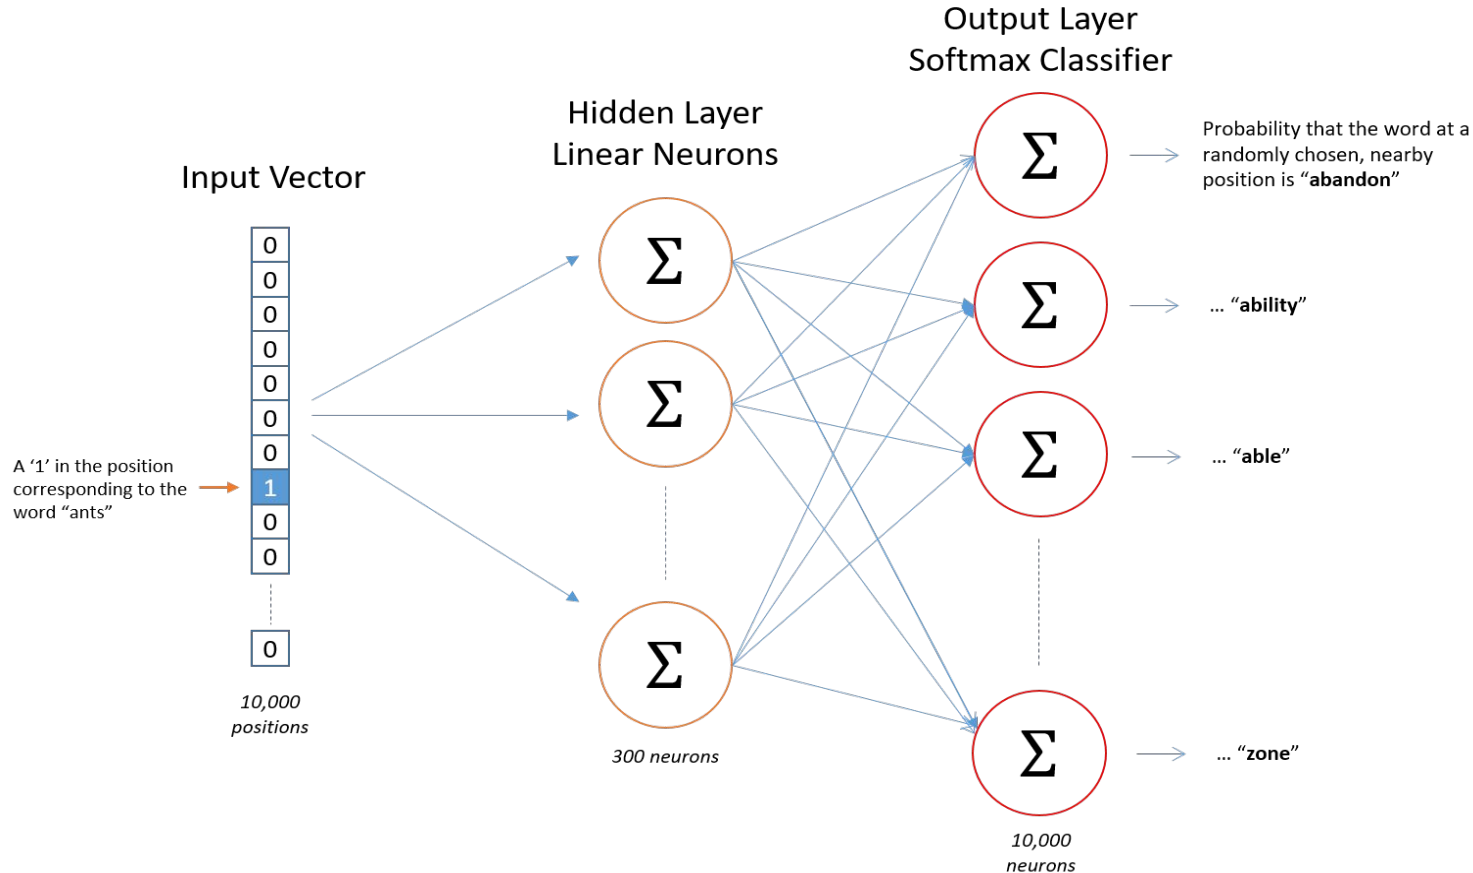 Output Layer
Softmax Classifier
Hidden Layer
Linear Neurons
Input Vector
0
0
0
0
0
0
0
1
0
0
0
A ‘1’ in the position
corresponding to the
word “ants”
10,000
positions
Σ
Σ
Σ
300 neurons
Σ
Σ
Σ
Σ
10,000
neurons
Probability that the word at a
randomly chosen, nearby
position is “abandon”
... “ability”
... “able”
... “zone”